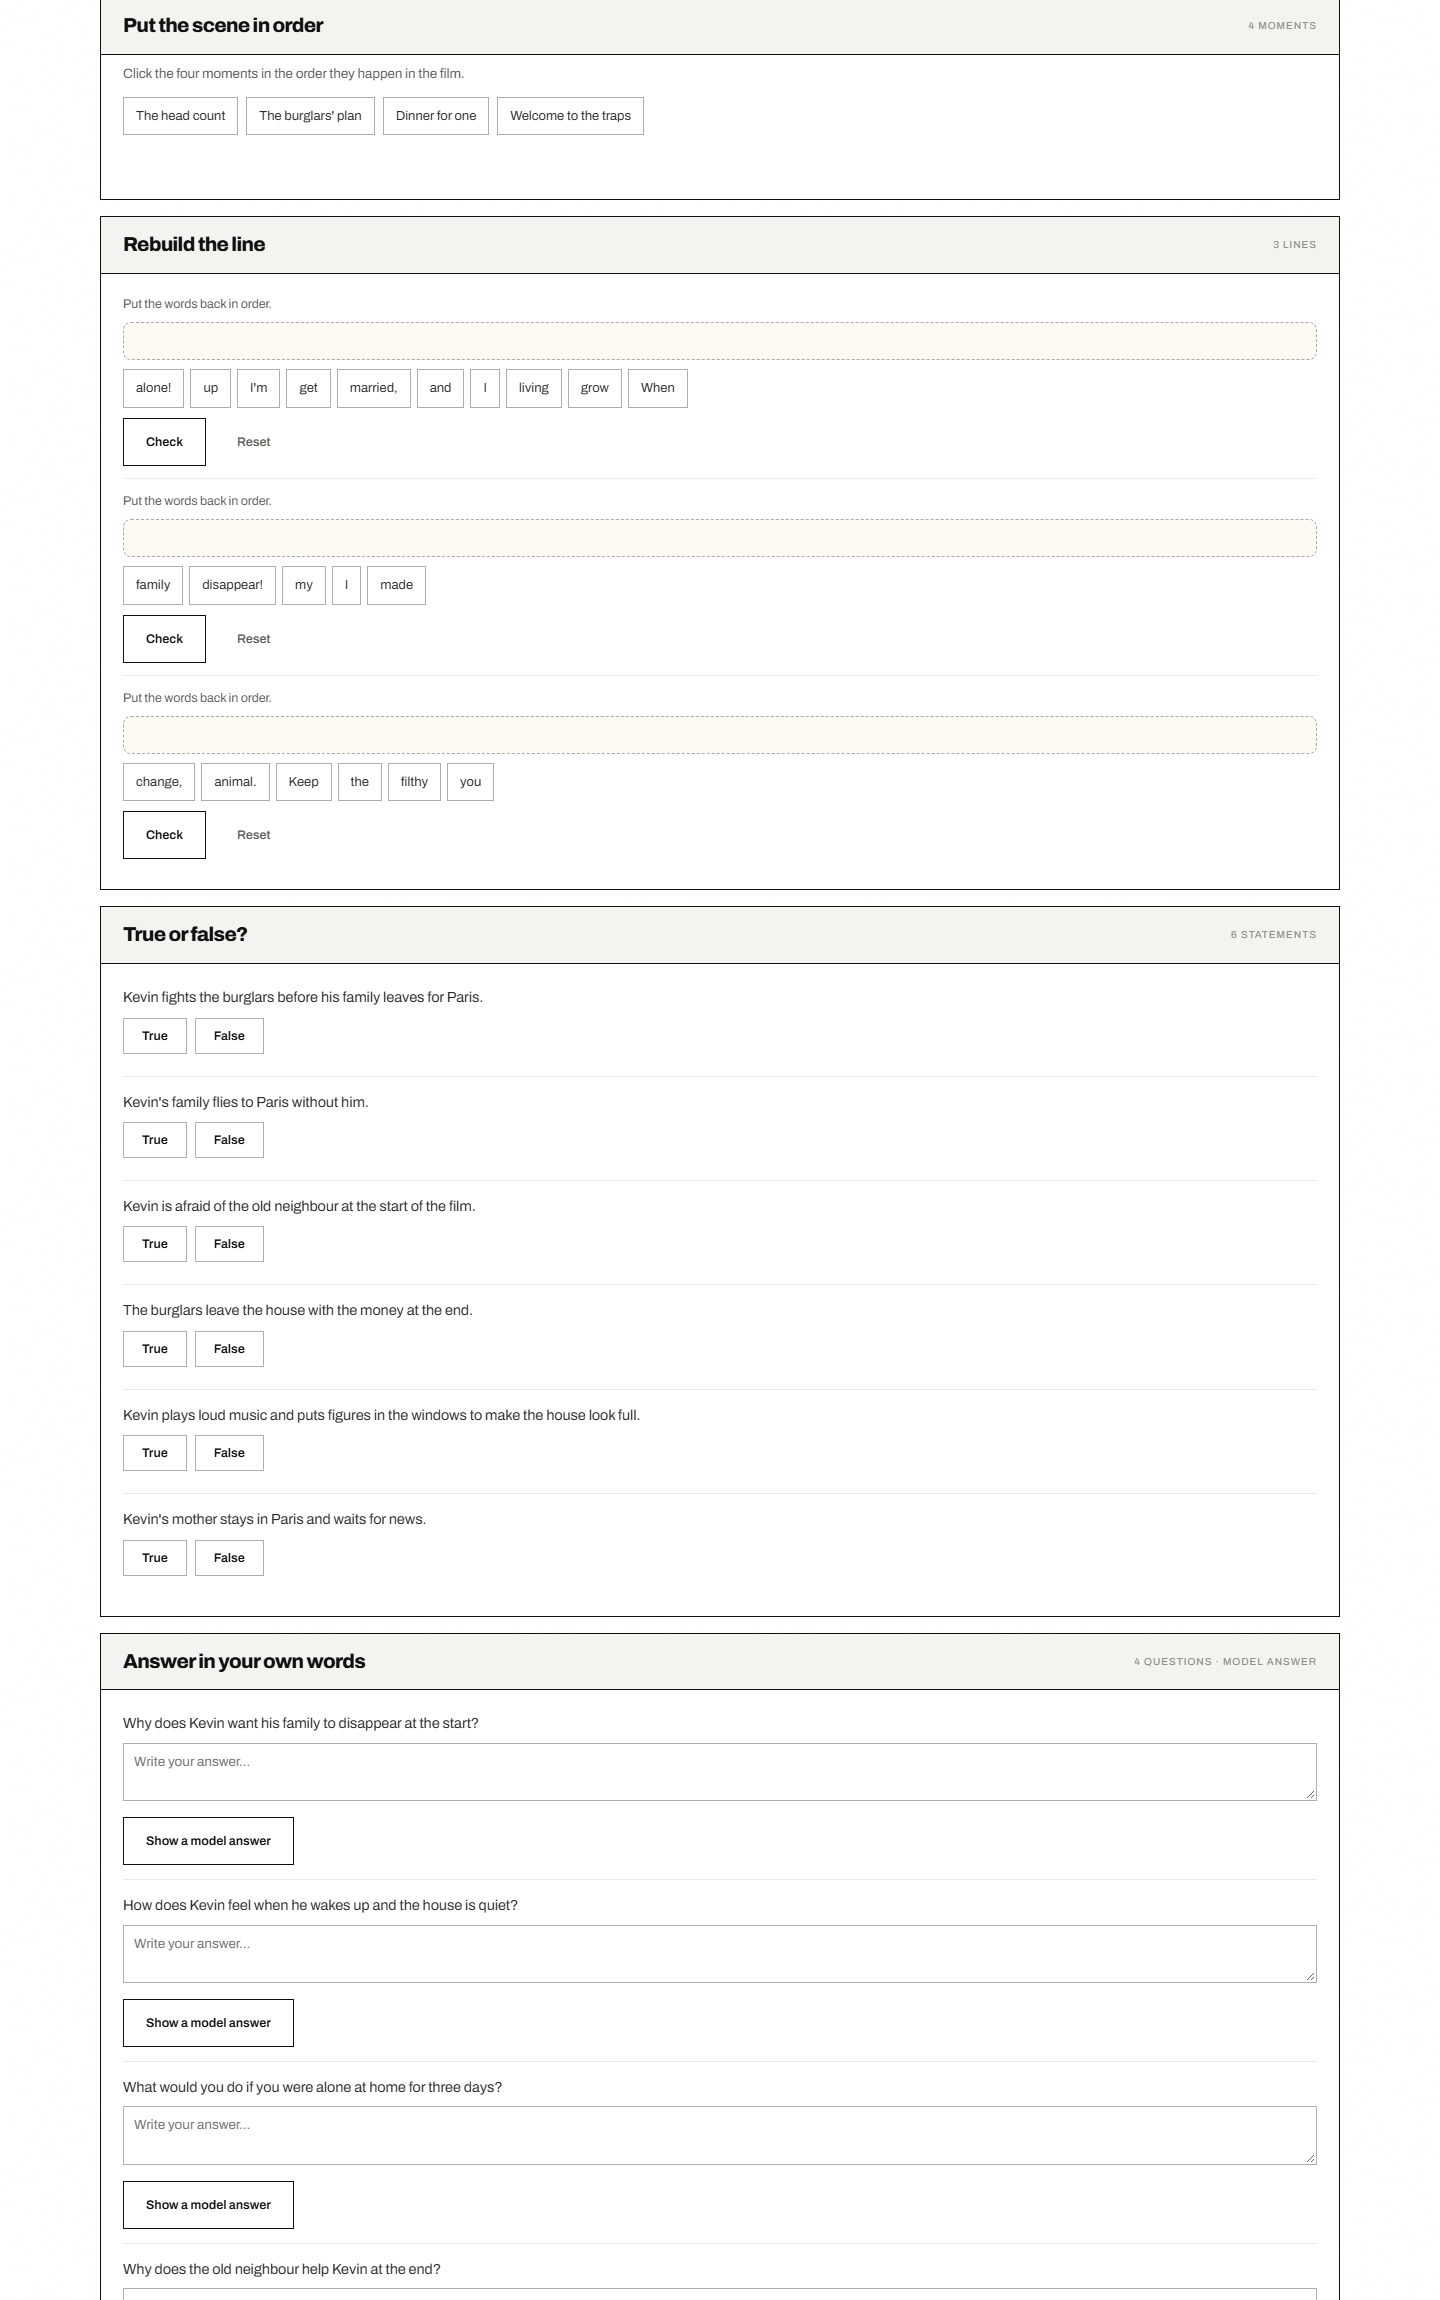 Put the scene in order 4 MOMENTS
Click the four moments in the order they happen in the film.
The head count The burglars' plan Dinner for one Welcome to the traps
Rebuild the line 3 LINES
Put the words back in order.
alone! up I'm get married, and I living grow When
Check Reset
Put the words back in order.
family disappear! my I made
Check Reset
Put the words back in order.
change, animal. Keep the filthy you
Check Reset
True or false? 6 STATEMENTS
Kevin fights the burglars before his family leaves for Paris.
True False
Kevin's family flies to Paris without him.
True False
Kevin is afraid of the old neighbour at the start of the film.
True False
The burglars leave the house with the money at the end.
True False
Kevin plays loud music and puts figures in the windows to make the house look full.
True False
Kevin's mother stays in Paris and waits for news.
True False
Answer in your own words 4 QUESTIONS · MODEL ANSWER
Why does Kevin want his family to disappear at the start?
Write your answer...
Show a model answer
How does Kevin feel when he wakes up and the house is quiet?
Write your answer...
Show a model answer
What would you do if you were alone at home for three days?
Write your answer...
Show a model answer
Why does the old neighbour help Kevin at the end?